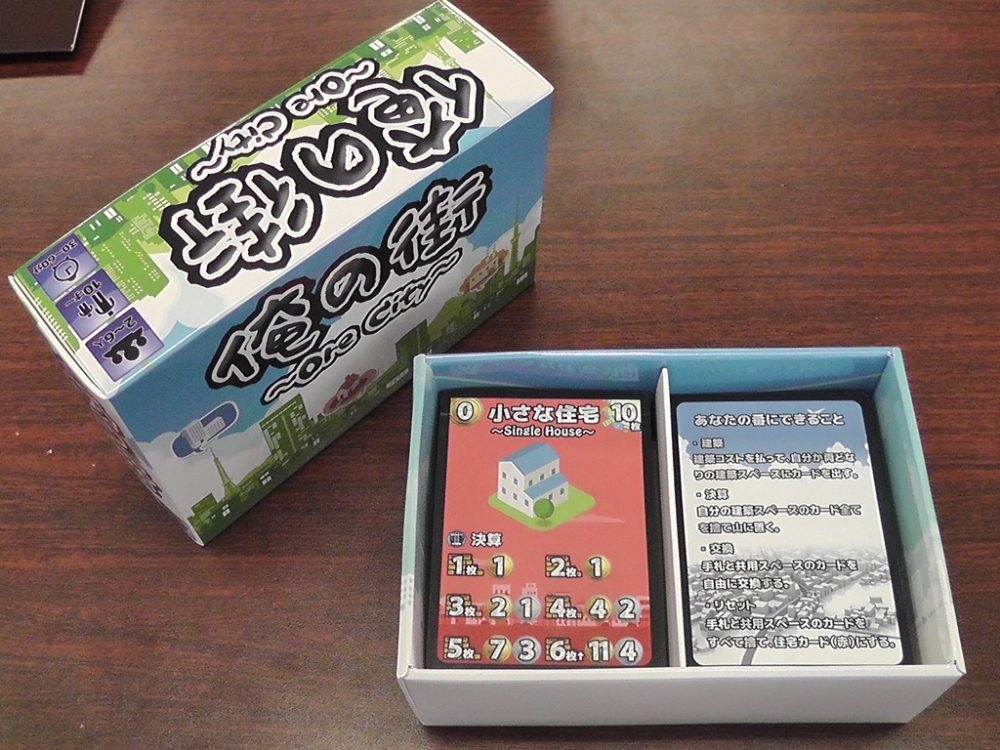 俺の街
~Ore City~
30~60分
10才~
2~6人
俺の街
~Ore City~
0 小さな住宅 10枚
~Single House~
決算
1枚 1 2枚 1
3枚 2 1 4枚 4 2
5枚 7 3 6枚↑ 11 4
あなたの番にできること
・建築
建築コストを払って、自分か両どな
りの建築スペースにカードを出す。
・決算
自分の建築スペースのカード全て
を捨て山に置く。
・交換
手札と共用スペースのカードを
自由に交換する。
・リセット
手札と共用スペースのカードを
すべて捨て、住宅カード(赤)にする。